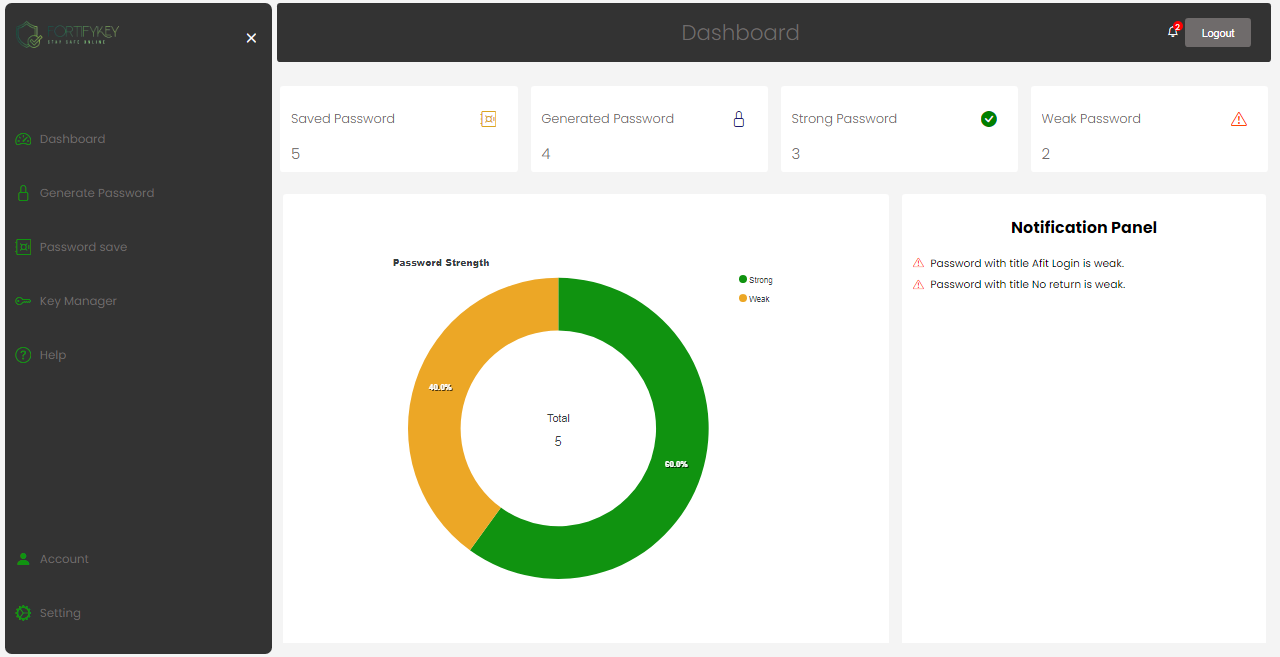 FORTIFYKEY
STAY SAFE ONLINE
Dashboard
Generate Password
Password save
Key Manager
Help
Account
Setting
Dashboard
2
Logout
Saved Password
5
Generated Password
4
Strong Password
3
Weak Password
2
Password Strength
Strong
Weak
40.0%
60.0%
Total
5
Notification Panel
Password with title Afit Login is weak.
Password with title No return is weak.